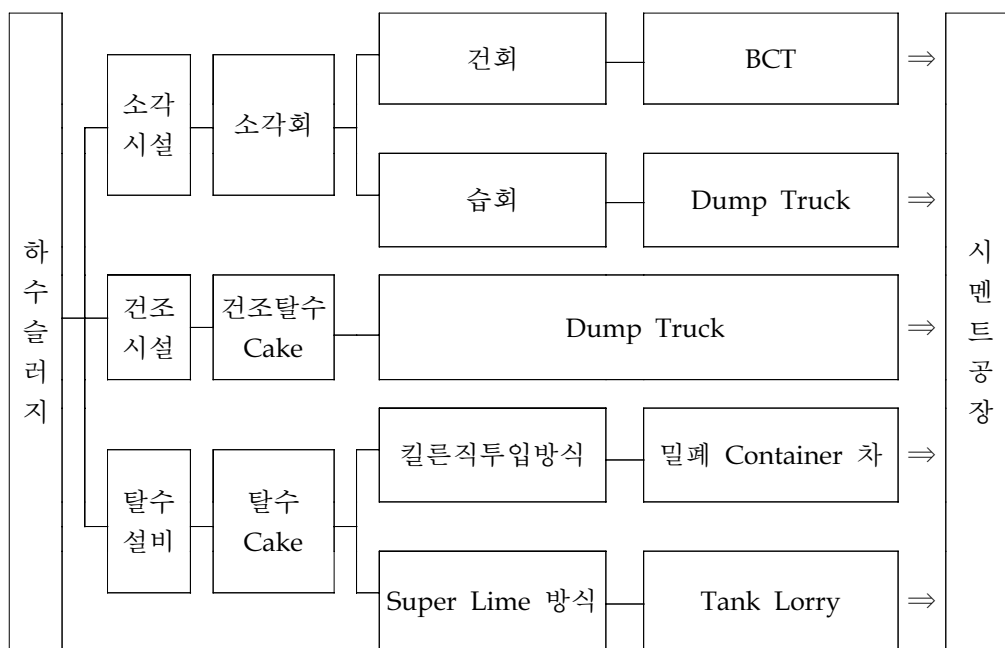 하
수
슬
러
지
소각
시설
소각회
건회
BCT
⇒
습회
Dump Truck
⇒
건조
시설
건조탈수
Cake
Dump Truck
⇒
탈수
설비
탈수
Cake
킬른직투입방식
밀폐 Container 차
⇒
Super Lime 방식
Tank Lorry
⇒
시
멘
트
공
장